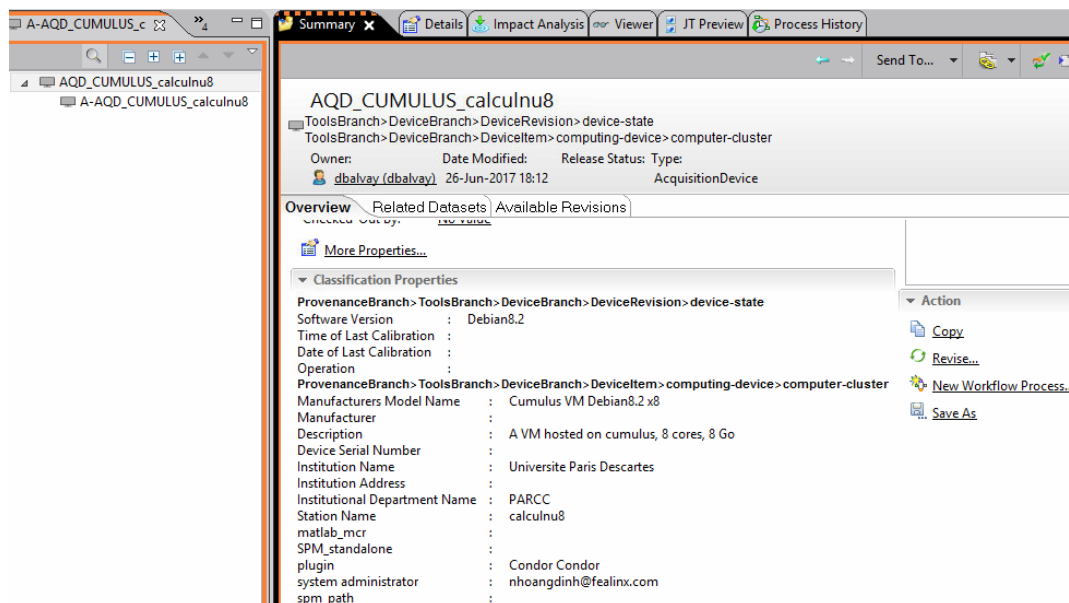 A-AQD_CUMULUS_c
4
Summary
Details
Impact Analysis
Viewer
JT Preview
Process History
Send To...
AQD_CUMULUS_calculnu8
A-AQD_CUMULUS_calculnu8
AQD_CUMULUS_calculnu8
ToolsBranch>DeviceBranch>DeviceRevision>device-state
ToolsBranch>DeviceBranch>DeviceItem>computing-device>computer-cluster
Owner: Date Modified: Release Status: Type:
dbalvay (dbalvay) 26-Jun-2017 18:12 AcquisitionDevice
Overview Related Datasets Available Revisions
Checked-Out By: No Value
More Properties...
Classification Properties
ProvenanceBranch>ToolsBranch>DeviceBranch>DeviceRevision>device-state
Software Version : Debian8.2
Time of Last Calibration :
Date of Last Calibration :
Operation :
ProvenanceBranch>ToolsBranch>DeviceBranch>DeviceItem>computing-device>computer-cluster
Manufacturers Model Name : Cumulus VM Debian8.2 x8
Manufacturer :
Description : A VM hosted on cumulus, 8 cores, 8 Go
Device Serial Number :
Institution Name : Universite Paris Descartes
Institution Address :
Institutional Department Name : PARCC
Station Name : calculnu8
matlab_mcr :
SPM_standalone :
plugin : Condor Condor
system administrator : nhoangdinh@fealinx.com
spm_path :
Action
Copy
Revise...
New Workflow Process..
Save As